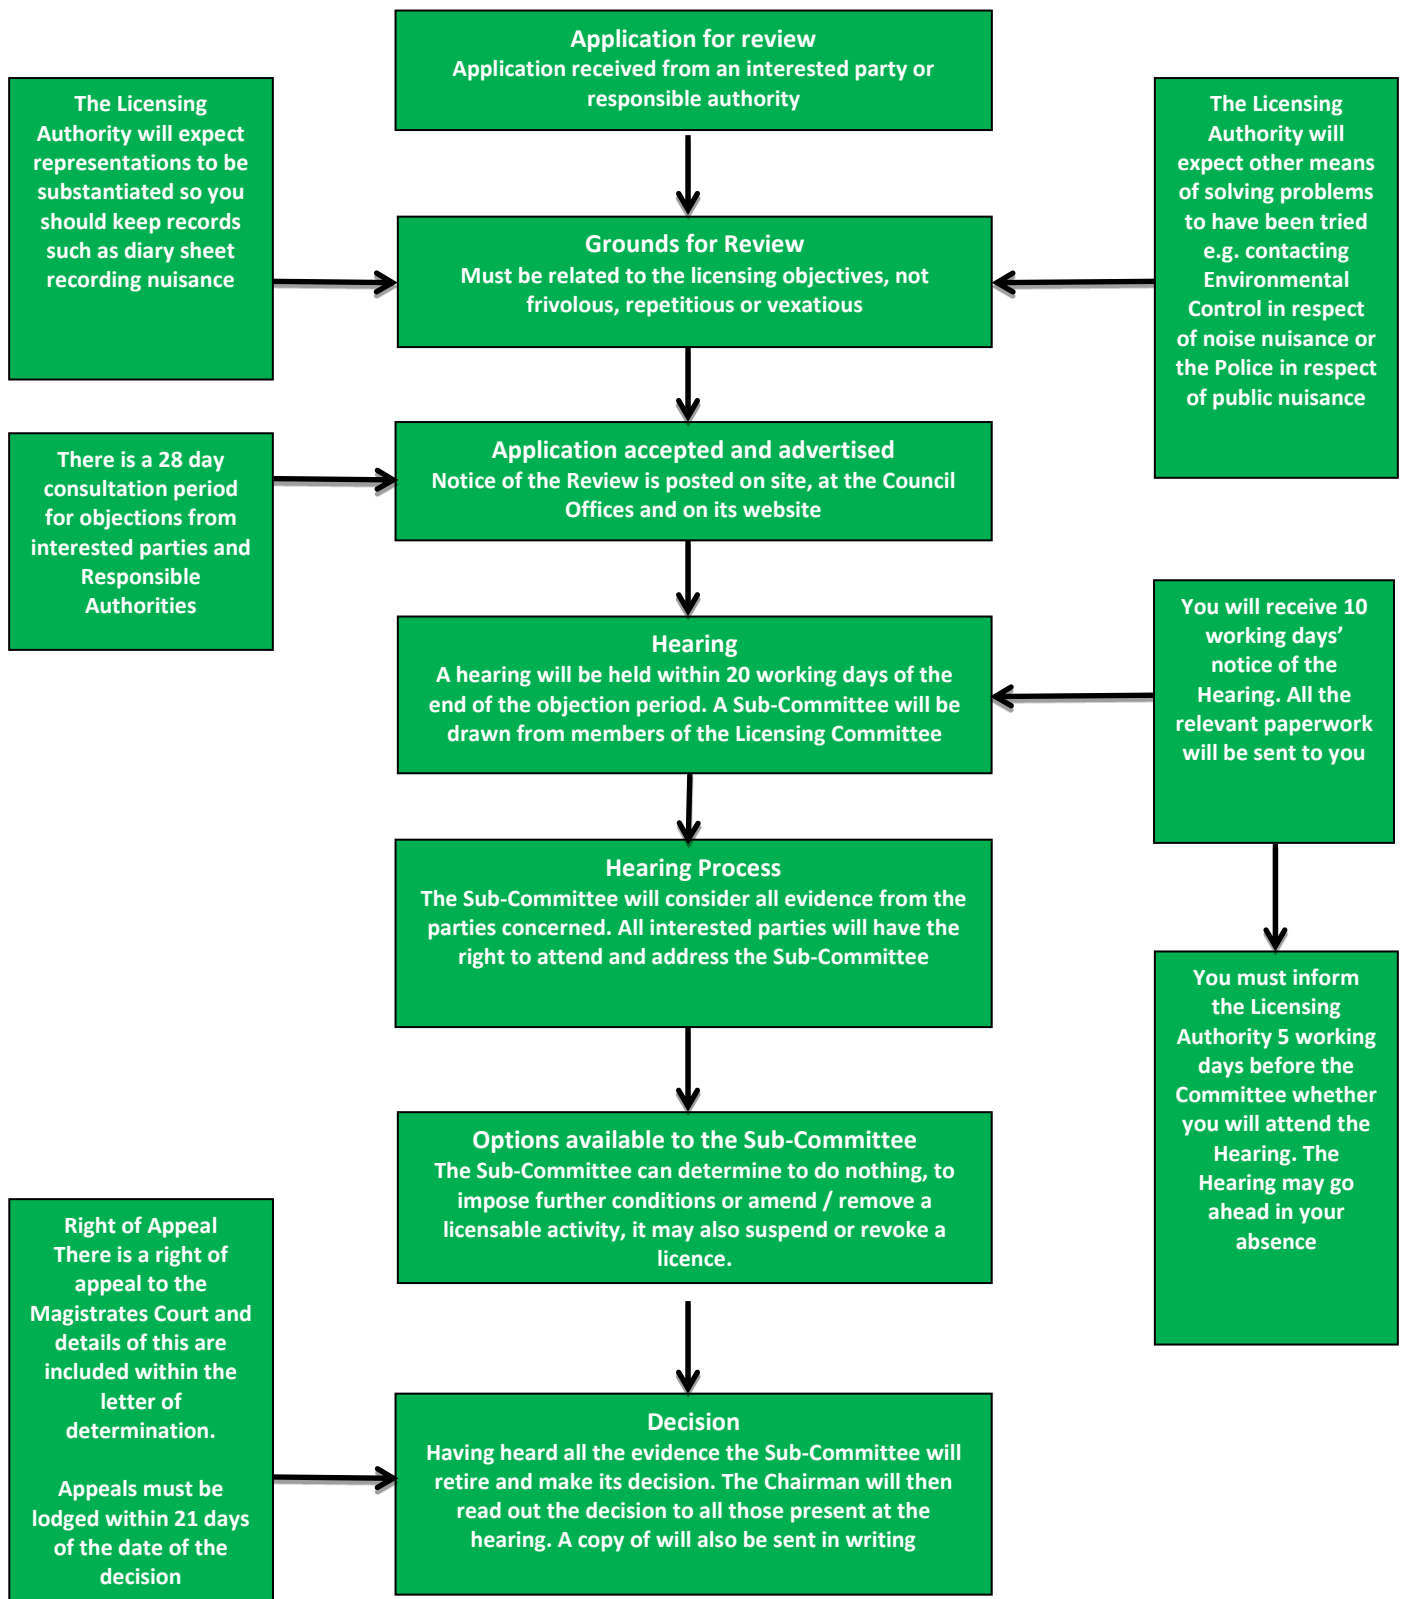 Application for review
Application received from an interested party or
responsible authority
The Licensing
Authority will expect
representations to be
substantiated so you
should keep records
such as diary sheet
recording nuisance
The Licensing
Authority will
expect other means
of solving problems
to have been tried
e.g. contacting
Environmental
Control in respect
of noise nuisance or
the Police in respect
of public nuisance
Grounds for Review
Must be related to the licensing objectives, not
frivolous, repetitious or vexatious
There is a 28 day
consultation period
for objections from
interested parties and
Responsible
Authorities
Application accepted and advertised
Notice of the Review is posted on site, at the Council
Offices and on its website
Hearing
A hearing will be held within 20 working days of the
end of the objection period. A Sub-Committee will be
drawn from members of the Licensing Committee
You will receive 10
working days’
notice of the
Hearing. All the
relevant paperwork
will be sent to you
Hearing Process
The Sub-Committee will consider all evidence from the
parties concerned. All interested parties will have the
right to attend and address the Sub-Committee
You must inform
the Licensing
Authority 5 working
days before the
Committee whether
you will attend the
Hearing. The
Hearing may go
ahead in your
absence
Options available to the Sub-Committee
The Sub-Committee can determine to do nothing, to
impose further conditions or amend / remove a
licensable activity, it may also suspend or revoke a
licence.
Right of Appeal
There is a right of
appeal to the
Magistrates Court and
details of this are
included within the
letter of
determination.
Appeals must be
lodged within 21 days
of the date of the
decision
Decision
Having heard all the evidence the Sub-Committee will
retire and make its decision. The Chairman will then
read out the decision to all those present at the
hearing. A copy of will also be sent in writing